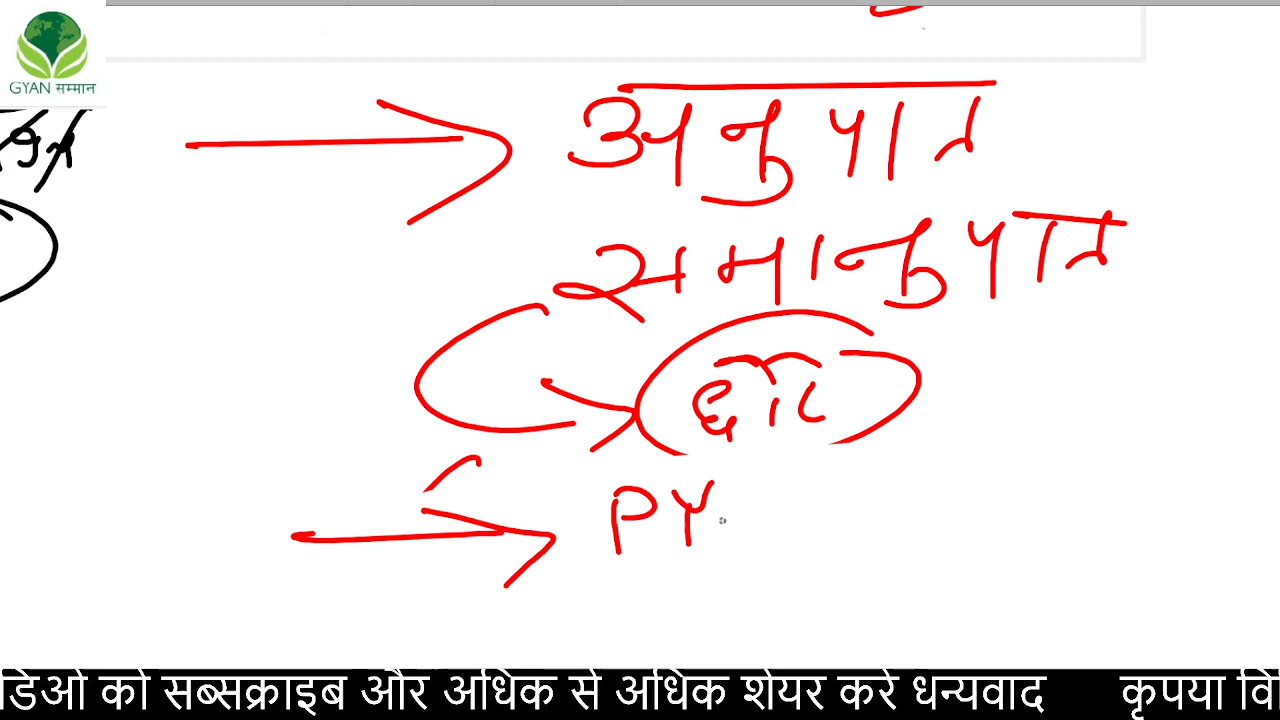 GYAN सम्मान
अनुपात
समानुपात
PY
डिओ को सब्सक्राइब और अधिक से अधिक शेयर करे धन्यवाद कृपया वि